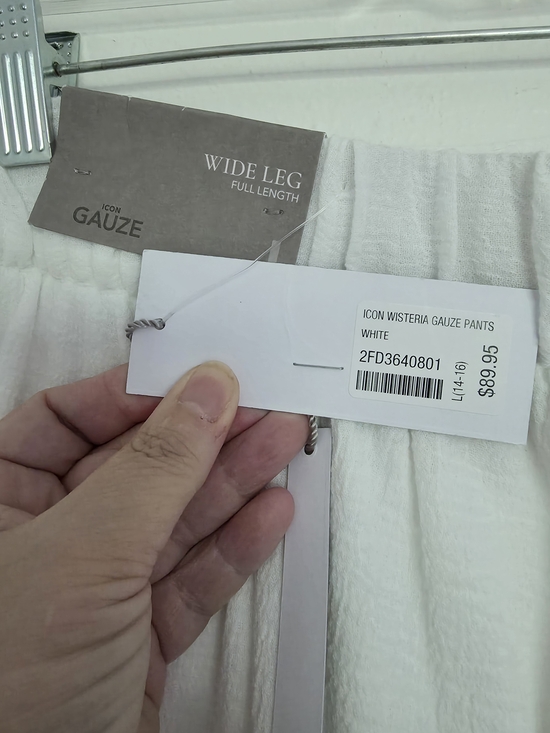 WIDE LEG
FULL LENGTH
ICON
GAUZE
ICON WISTERIA GAUZE PANTS
WHITE
2FD3640801
L(14-16)
$89.95